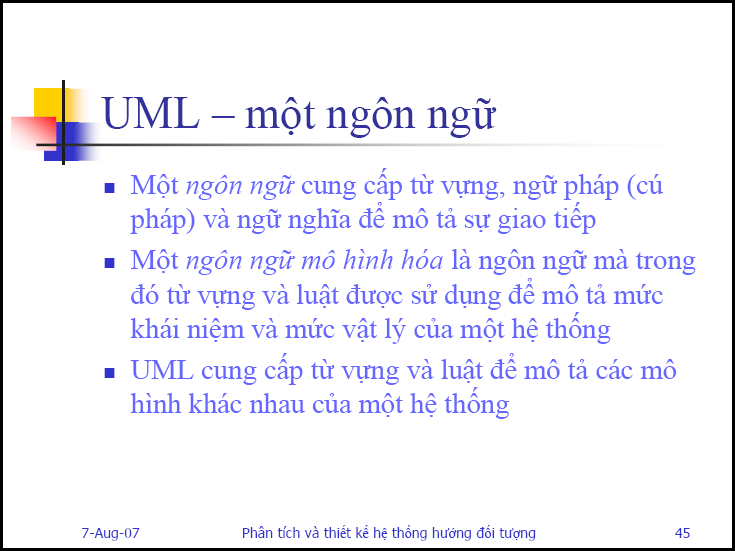 UML – một ngôn ngữ
Một ngôn ngữ cung cấp từ vựng, ngữ pháp (cú
pháp) và ngữ nghĩa để mô tả sự giao tiếp
Một ngôn ngữ mô hình hóa là ngôn ngữ mà trong
đó từ vựng và luật được sử dụng để mô tả mức
khái niệm và mức vật lý của một hệ thống
UML cung cấp từ vựng và luật để mô tả các mô
hình khác nhau của một hệ thống
7-Aug-07 Phân tích và thiết kế hệ thống hướng đối tượng 45